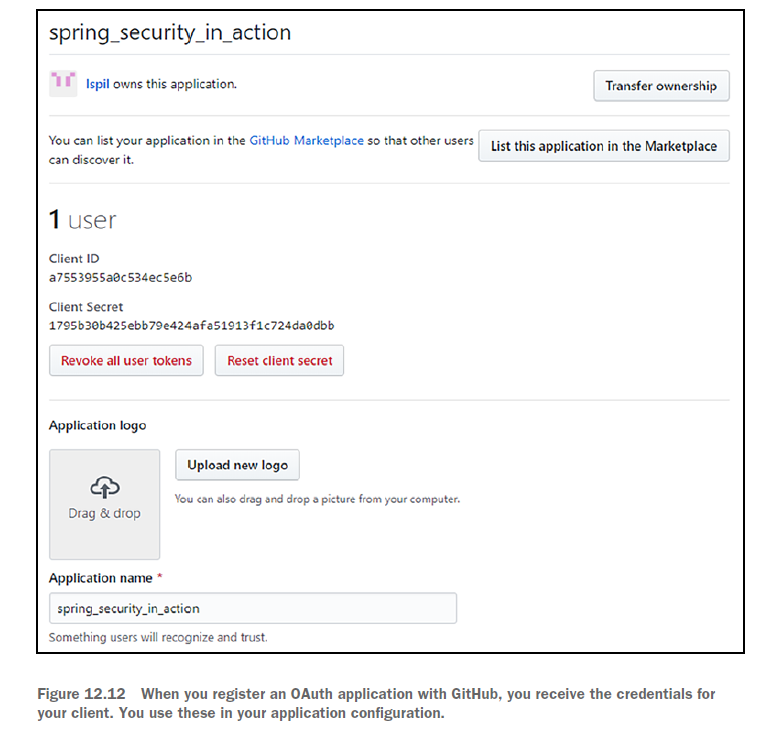 spring_security_in_action
lspil owns this application.
Transfer ownership
You can list your application in the GitHub Marketplace so that other users
can discover it.
List this application in the Marketplace
1 user
Client ID
a7553955a0c534ec5e6b
Client Secret
1795b30b425ebb79e424afa51913f1c724da0dbb
Revoke all user tokens
Reset client secret
Application logo
Drag & drop
Upload new logo
You can also drag and drop a picture from your computer.
Application name *
spring_security_in_action
Something users will recognize and trust.
Figure 12.12 When you register an OAuth application with GitHub, you receive the credentials for
your client. You use these in your application configuration.